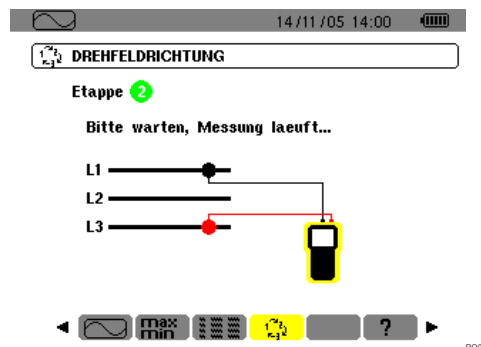 14/11/05 14:00
DREHFELDRICHTUNG
Etappe 2
Bitte warten, Messung laeuft...
L1
L2
L3
max
min
?